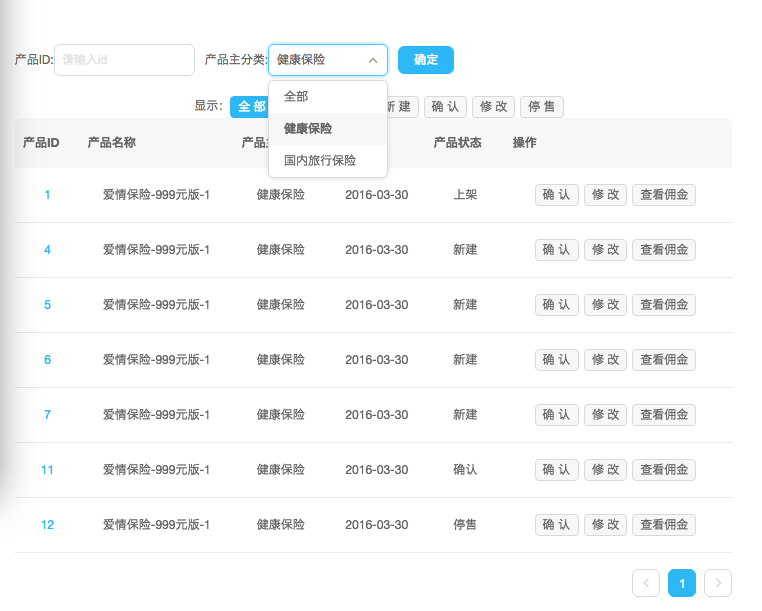 产品ID: 请输入id 产品主分类: 健康保险 确定
显示: 全 部 新 建 确 认 修 改 停 售
全部
健康保险
国内旅行保险
产品ID 产品名称 产品 产品状态 操作
1 爱情保险-999元版-1 健康保险 2016-03-30 上架 确 认 修 改 查看佣金
4 爱情保险-999元版-1 健康保险 2016-03-30 新建 确 认 修 改 查看佣金
5 爱情保险-999元版-1 健康保险 2016-03-30 新建 确 认 修 改 查看佣金
6 爱情保险-999元版-1 健康保险 2016-03-30 新建 确 认 修 改 查看佣金
7 爱情保险-999元版-1 健康保险 2016-03-30 新建 确 认 修 改 查看佣金
11 爱情保险-999元版-1 健康保险 2016-03-30 确认 确 认 修 改 查看佣金
12 爱情保险-999元版-1 健康保险 2016-03-30 停售 确 认 修 改 查看佣金
< 1 >